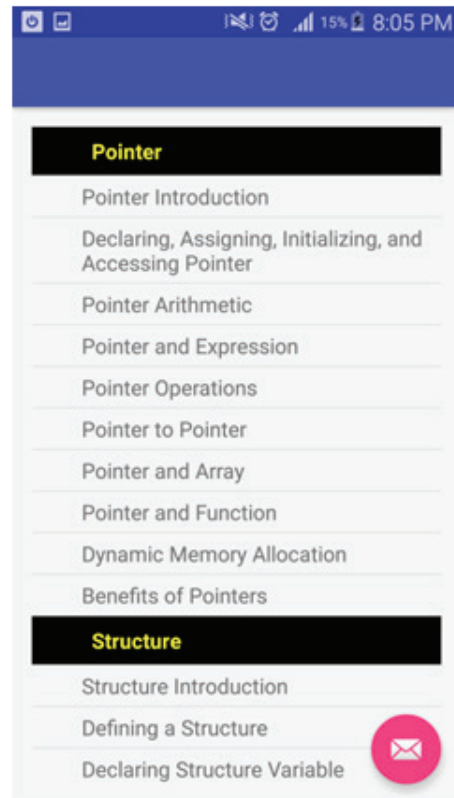 15% 8:05 PM
Pointer
Pointer Introduction
Declaring, Assigning, Initializing, and
Accessing Pointer
Pointer Arithmetic
Pointer and Expression
Pointer Operations
Pointer to Pointer
Pointer and Array
Pointer and Function
Dynamic Memory Allocation
Benefits of Pointers
Structure
Structure Introduction
Defining a Structure
Declaring Structure Variable